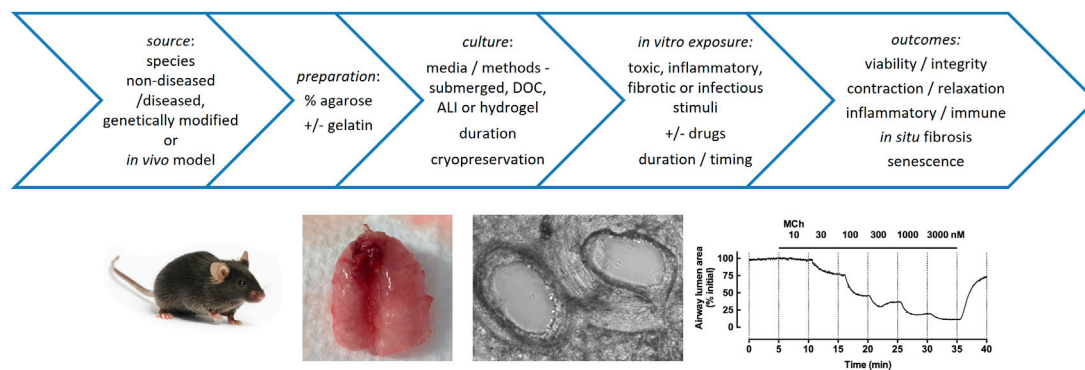 source:
species
non-diseased
/diseased,
genetically modified
or
in vivo model
preparation:
% agarose
+/- gelatin
culture:
media / methods -
submerged, DOC,
ALI or hydrogel
duration
cryopreservation
in vitro exposure:
toxic, inflammatory,
fibrotic or infectious
stimuli
+/- drugs
duration / timing
outcomes:
viability / integrity
contraction / relaxation
inflammatory / immune
in situ fibrosis
senescence
MCh
10 30 100 300 1000 3000 nM
Airway lumen area
(% initial)
100
75
50
25
0
0 5 10 15 20 25 30 35 40
Time (min)